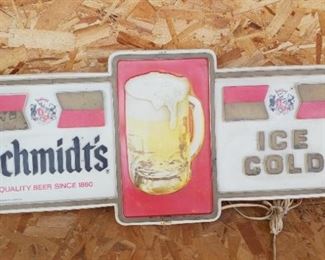 chmidt's
QUALITY BEER SINCE 1860
ICE
COLD